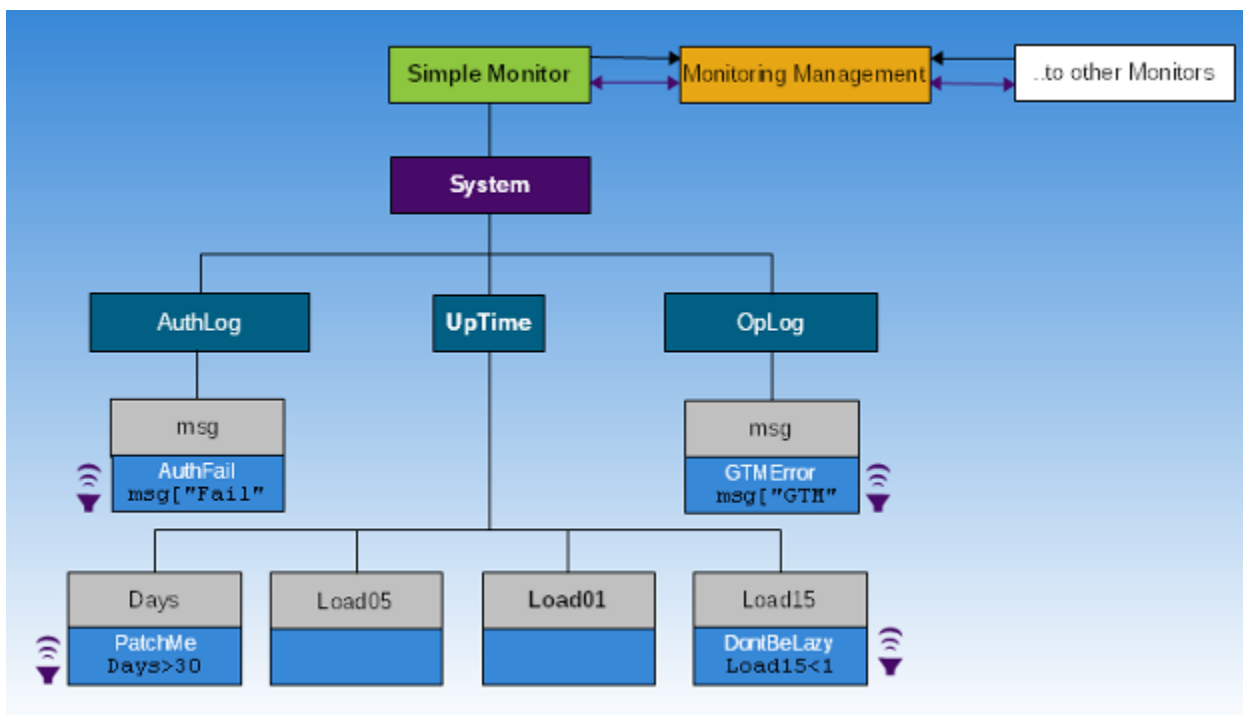 Simple Monitor
Monitoring Management
..to other Monitors
System
AuthLog
UpTime
OpLog
msg
AuthFail
msg["Fail"
msg
GTMError
msg["GTM"
Days
PatchMe
Days>30
Load05
Load01
Load15
DontBeLazy
Load15<1